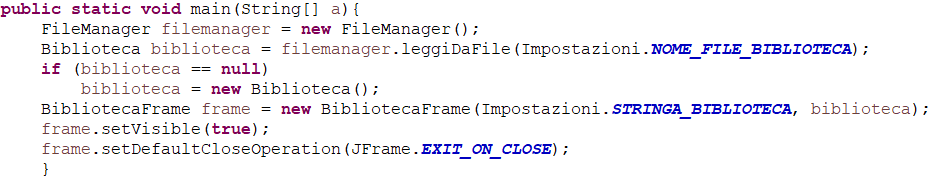 public static void main(String[] a){
FileManager filemanager = new FileManager();
Biblioteca biblioteca = filemanager.leggiDaFile(Impostazioni.NOME_FILE_BIBLIOTECA);
if (biblioteca == null)
biblioteca = new Biblioteca();
BibliotecaFrame frame = new BibliotecaFrame(Impostazioni.STRINGA_BIBLIOTECA, biblioteca);
frame.setVisible(true);
frame.setDefaultCloseOperation(JFrame.EXIT_ON_CLOSE);
}